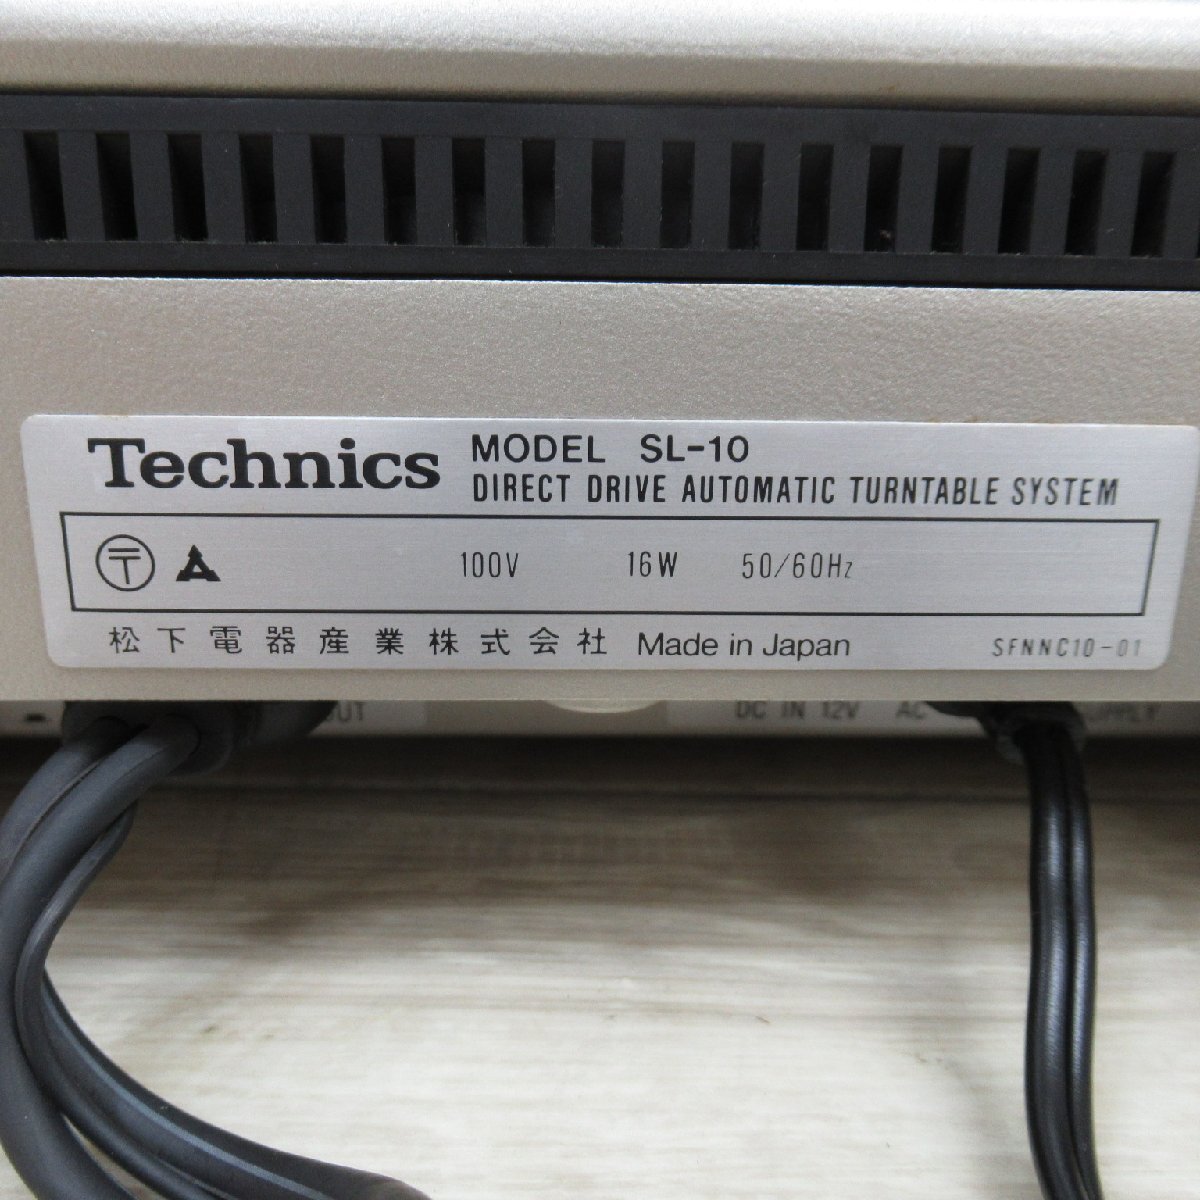 Technics MODEL SL-10
DIRECT DRIVE AUTOMATIC TURNTABLE SYSTEM
〒 100V 16W 50/60Hz
松下電器産業株式会社 Made in Japan SFNNC10-01
DC IN 12V AC